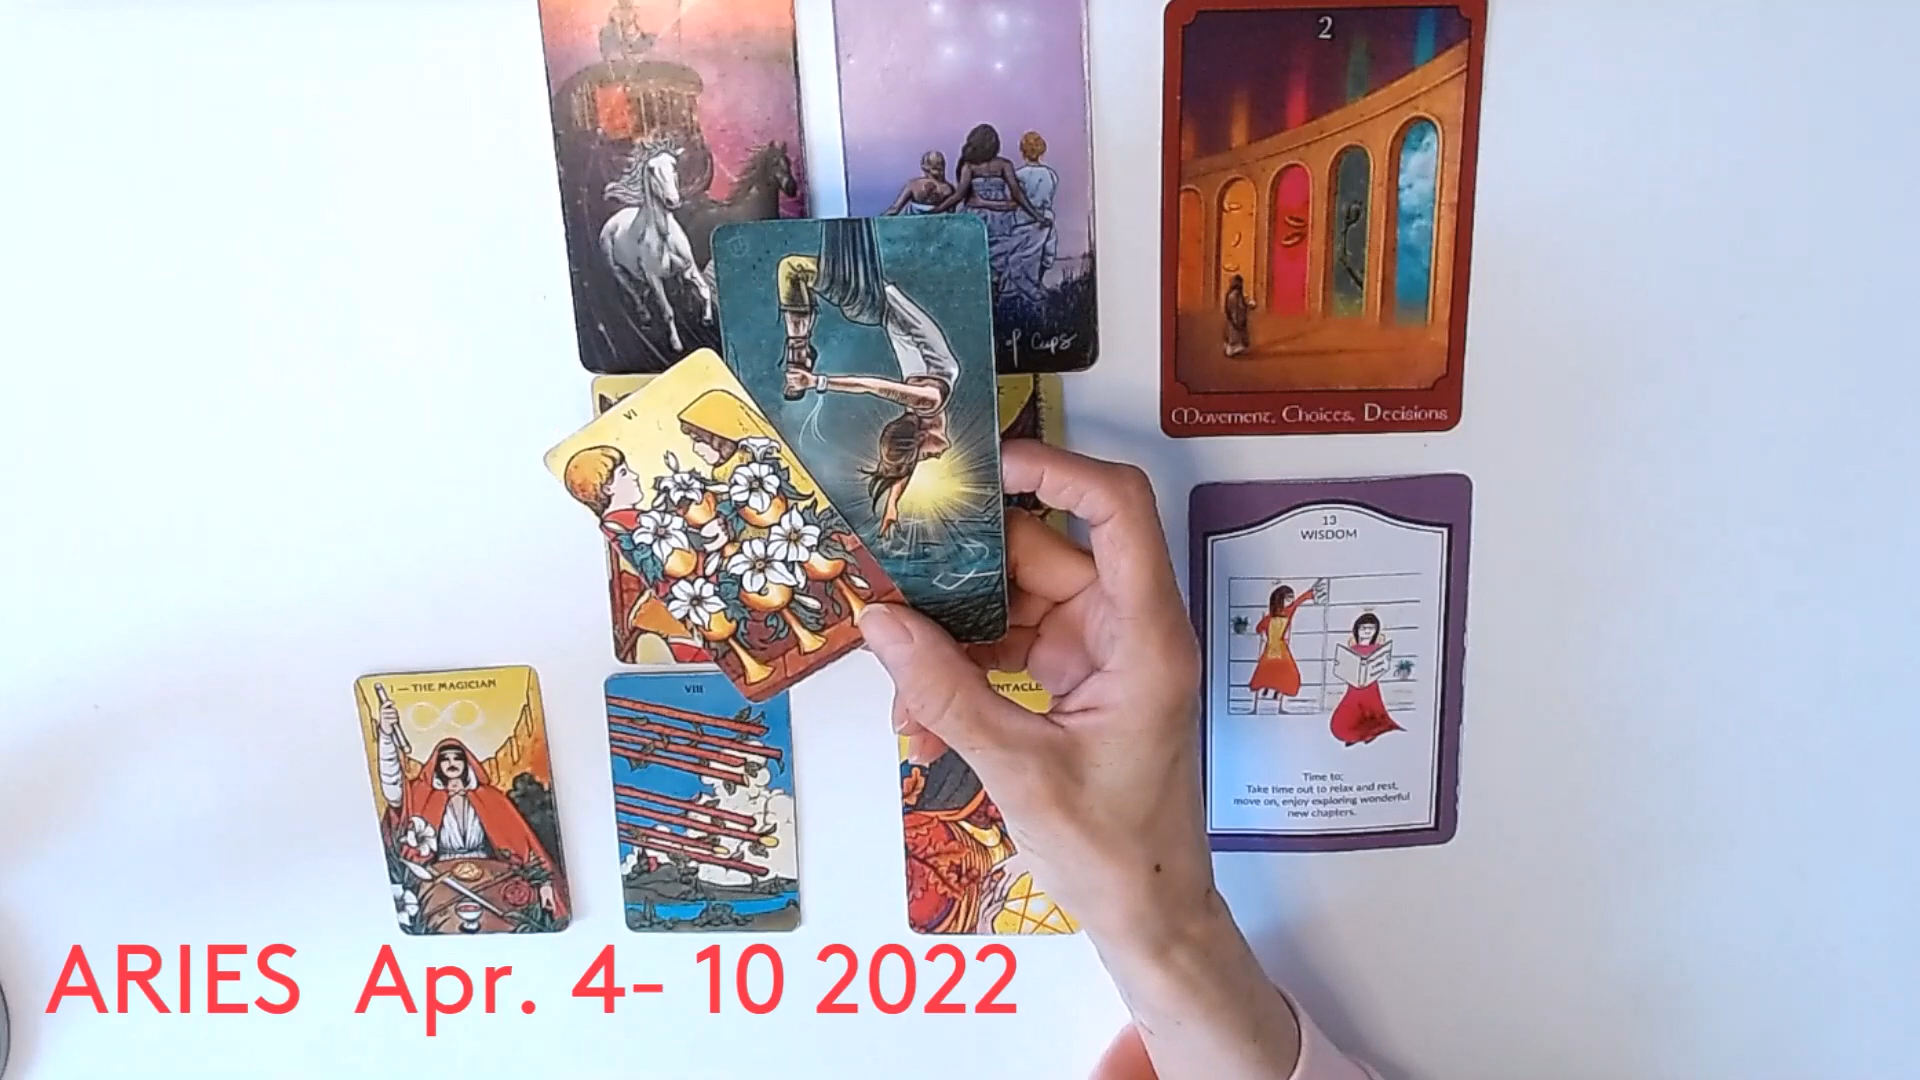 2
of Cups
Movement, Choices, Decisions
VI
13
WISDOM
Time to:
Take time out to relax and rest,
move on, enjoy exploring wonderful
new chapters.
I — THE MAGICIAN
VIII
ARIES Apr. 4- 10 2022